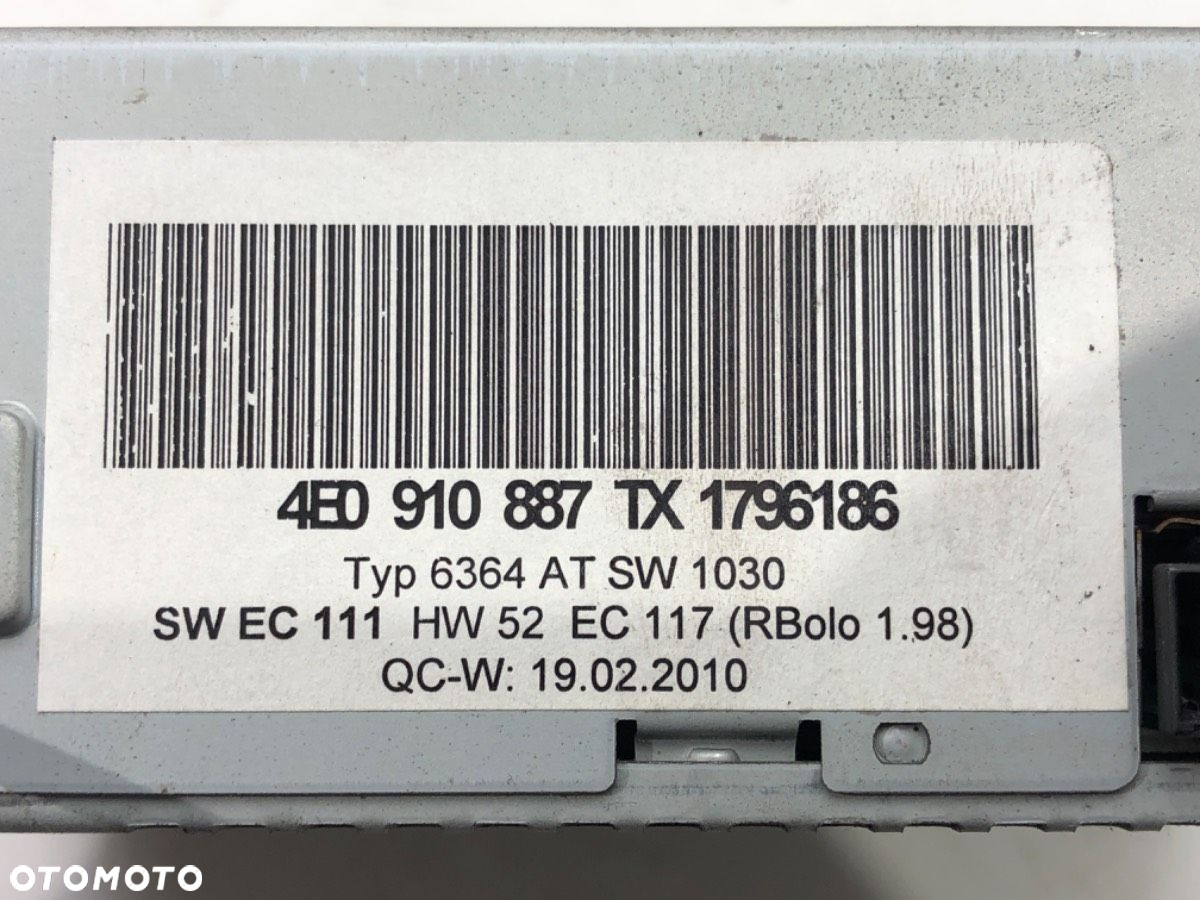 4E0 910 887 TX 1796186
Typ 6364 AT SW 1030
SW EC 111 HW 52 EC 117 (RBolo 1.98)
QC-W: 19.02.2010
OTOMOTO